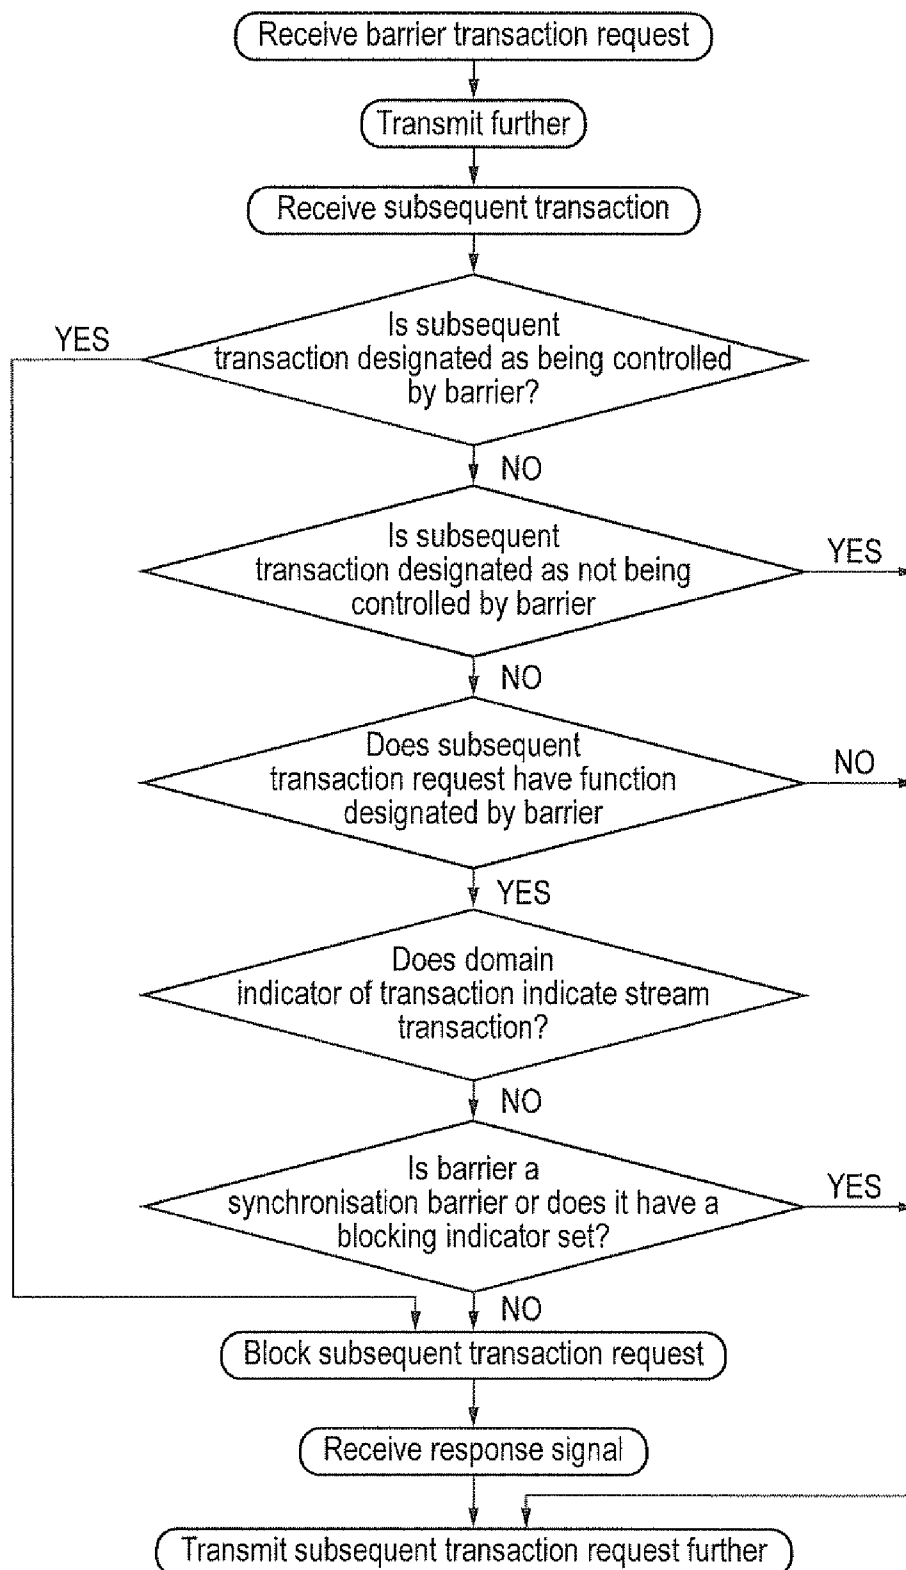 Receive barrier transaction request
Transmit further
Receive subsequent transaction
Is subsequent
transaction designated as being controlled
by barrier?
YES
NO
Is subsequent
transaction designated as not being
controlled by barrier
YES
NO
Does subsequent
transaction request have function
designated by barrier
NO
YES
Does domain
indicator of transaction indicate stream
transaction?
NO
Is barrier a
synchronisation barrier or does it have a
blocking indicator set?
YES
NO
Block subsequent transaction request
Receive response signal
Transmit subsequent transaction request further